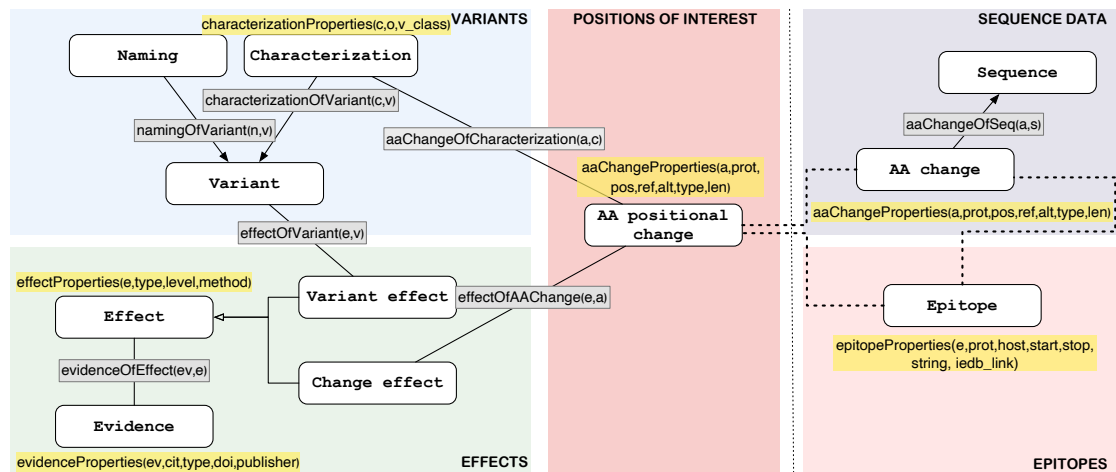 VARIANTS
POSITIONS OF INTEREST
SEQUENCE DATA
characterizationProperties(c,o,v_class)
Naming
Characterization
Sequence
characterizationOfVariant(c,v)
namingOfVariant(n,v)
aaChangeOfCharacterization(a,c)
aaChangeOfSeq(a,s)
Variant
aaChangeProperties(a,prot,
pos,ref,alt,type,len)
AA change
AA positional
change
aaChangeProperties(a,prot,pos,ref,alt,type,len)
effectOfVariant(e,v)
effectProperties(e,type,level,method)
Variant effect
effectOfAAChange(e,a)
Effect
Epitope
evidenceOfEffect(ev,e)
Change effect
epitopeProperties(e,prot,host,start,stop,
string, iedb_link)
Evidence
evidenceProperties(ev,cit,type,doi,publisher)
EFFECTS
EPITOPES